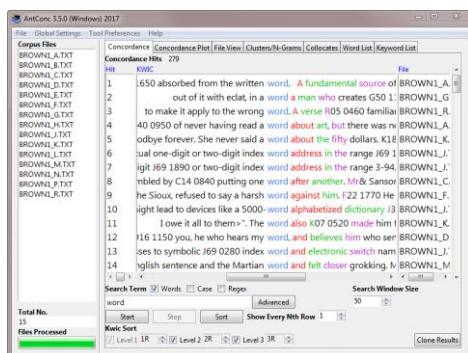 AntConc 3.5.0 (Windows) 2017
File Global Settings Tool Preferences Help
Corpus Files
BROWN1_A.TXT
BROWN1_B.TXT
BROWN1_C.TXT
BROWN1_D.TXT
BROWN1_E.TXT
BROWN1_F.TXT
BROWN1_G.TXT
BROWN1_H.TXT
BROWN1_J.TXT
BROWN1_K.TXT
BROWN1_L.TXT
BROWN1_M.TXT
BROWN1_N.TXT
BROWN1_P.TXT
BROWN1_R.TXT
Total No.
15
Files Processed
Concordance Concordance Plot File View Clusters/N-Grams Collocates Word List Keyword List
Concordance Hits 279
Hit KWIC File
1 1650 absorbed from the written word. A fundamental source of BROWN1_A.
2 out of it with eclat, in a word a man who creates G50 1 BROWN1_G
3 to make it apply to the wrong word. A verse R05 0460 familiar BROWN1_R.
4 40 0950 of never having read a word about art, but there was n BROWN1_A.
5 odbye forever. She said a word about the fifty dollars. K18 BROWN1_K.
6 ual one-digit or two-digit index word address in the range J69 1 BROWN1_J.
7 igit J69 1890 or two-digit index word address in the range 3-94. BROWN1_J.
8 mbled by C14 0840 putting one word after another. Mr& Sanson BROWN1_C.
9 he Sioux, refused to say a harsh word against him. F22 1770 He BROWN1_F.
10 ight lead to devices like a 5000- word alphabetized dictionary J3 BROWN1_J.
11 I owe it all to them>". The word also K07 0520 made him f BROWN1_K.
12 16 1150 you, he who hears my word, and believes him who ser BROWN1_D.
13 sses to symbolic J69 0280 index word and electronic switch nam BROWN1_J.
14 nglish sentence and the Martian word and felt closer grokking. M BROWN1_M
Search Term Words Case Regex Search Window Size
word Advanced 50
Start Stop Sort Show Every Nth Row 1
Kwic Sort
Level 1 1R Level 2 2R Level 3 3R Clone Results